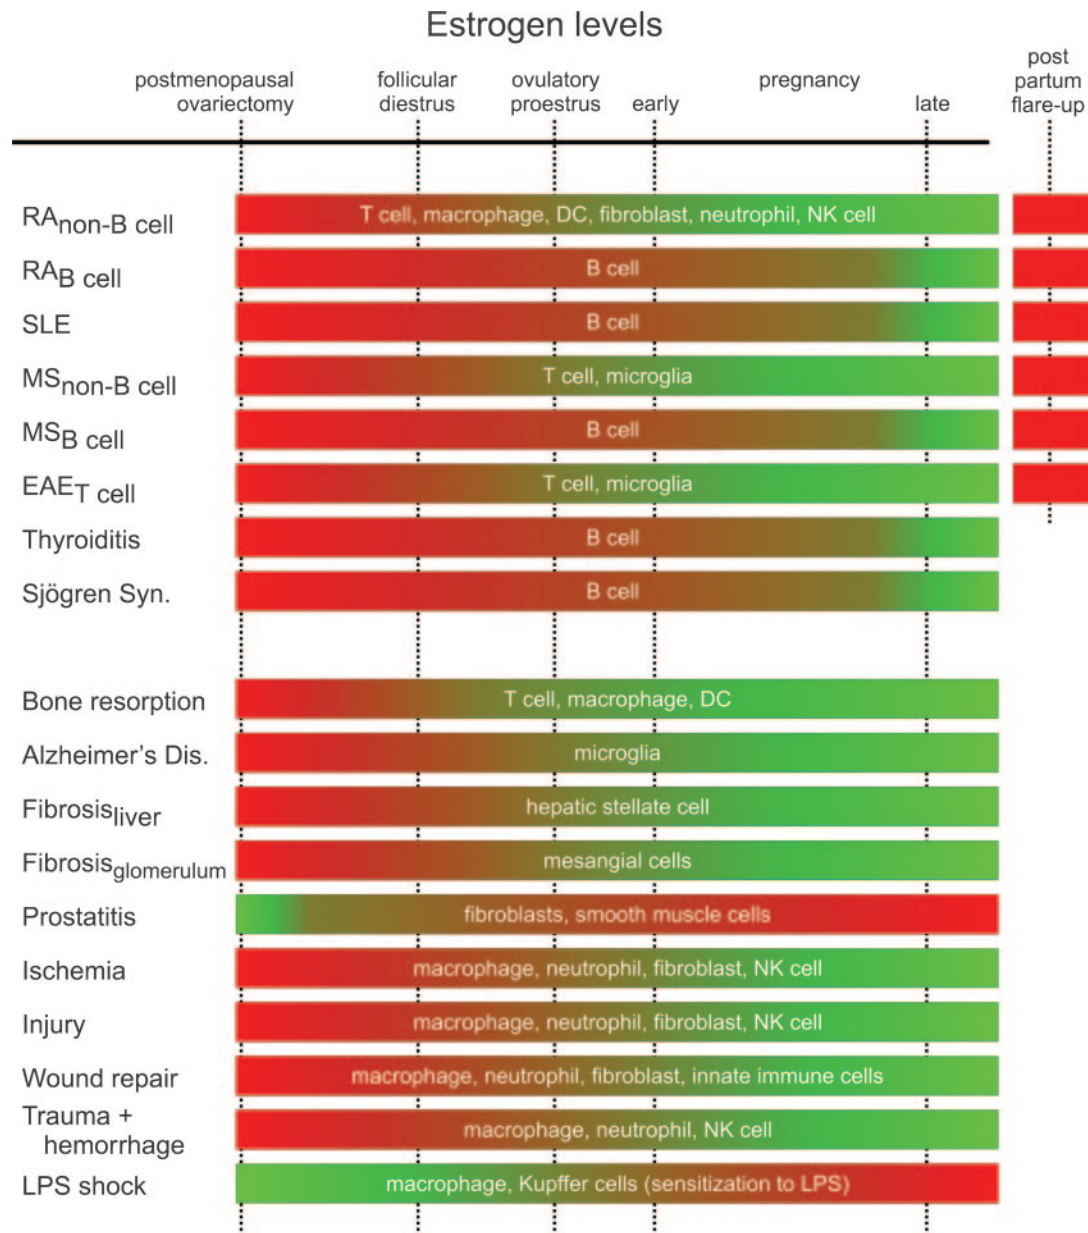 Estrogen levels
postmenopausal
ovariectomy
follicular
diestrus
ovulatory
proestrus
early
pregnancy
late
post
partum
flare-up
RAnon-B cell
T cell, macrophage, DC, fibroblast, neutrophil, NK cell
RAB cell
B cell
SLE
B cell
MSnon-B cell
T cell, microglia
MSB cell
B cell
EAET cell
T cell, microglia
Thyroiditis
B cell
Sjögren Syn.
B cell
Bone resorption
T cell, macrophage, DC
Alzheimer's Dis.
microglia
Fibrosisliver
hepatic stellate cell
Fibrosisglomerulum
mesangial cells
Prostatitis
fibroblasts, smooth muscle cells
Ischemia
macrophage, neutrophil, fibroblast, NK cell
Injury
macrophage, neutrophil, fibroblast, NK cell
Wound repair
macrophage, neutrophil, fibroblast, innate immune cells
Trauma +
hemorrhage
macrophage, neutrophil, NK cell
LPS shock
macrophage, Kupffer cells (sensitization to LPS)